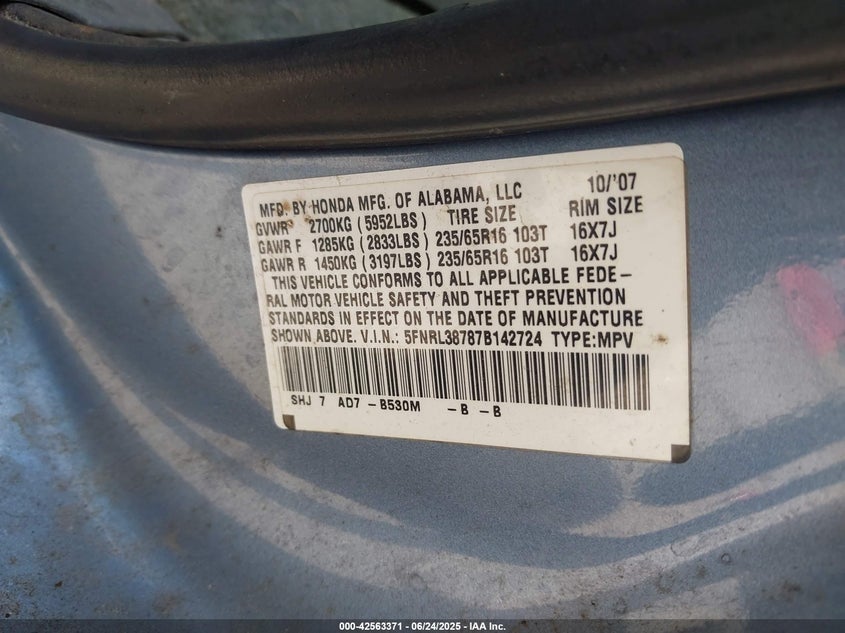 MFD. BY HONDA MFG. OF ALABAMA, LLC 10/'07
GVWR 2700KG (5952LBS) TIRE SIZE RIM SIZE
GAWR F 1285KG (2833LBS) 235/65R16 103T 16X7J
GAWR R 1450KG (3197LBS) 235/65R16 103T 16X7J
THIS VEHICLE CONFORMS TO ALL APPLICABLE FEDE-
RAL MOTOR VEHICLE SAFETY AND THEFT PREVENTION
STANDARDS IN EFFECT ON THE DATE OF MANUFACTURE
SHOWN ABOVE. V.I.N.: 5FNRL38787B142724 TYPE:MPV
SHJ 7 AD7 -B530M -B -B
000-42563371 | 06/24/2025 - IAA Inc.